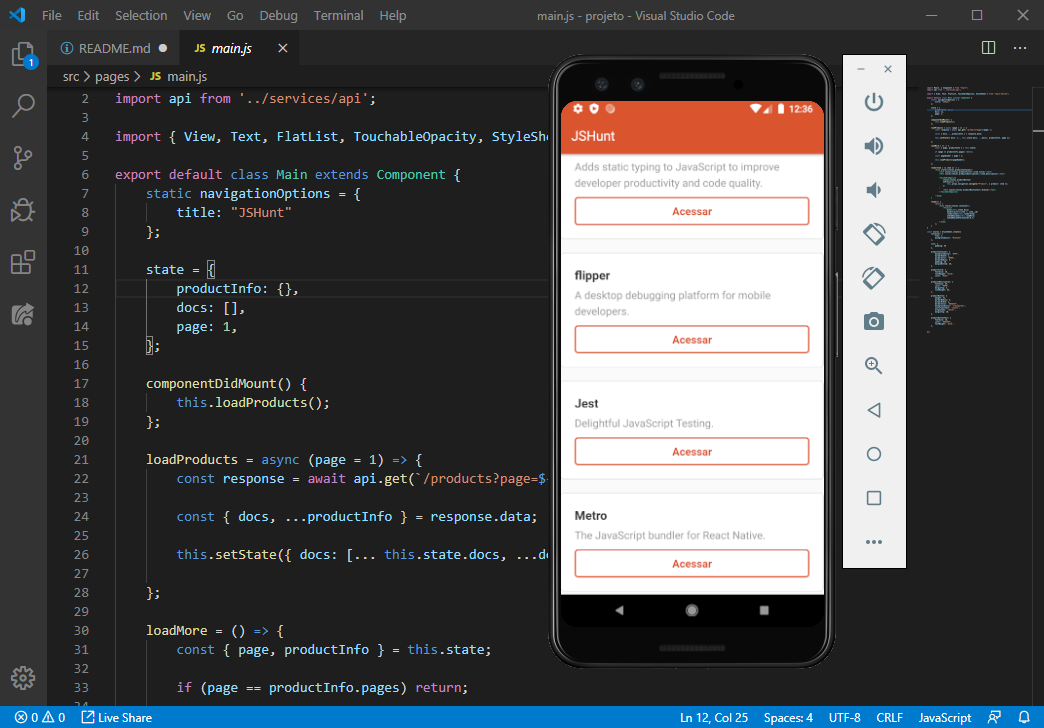 File Edit Selection View Go Debug Terminal Help main.js - projeto - Visual Studio Code
README.md JS main.js
src > pages > JS main.js
1
2 import api from '../services/api';
3
4 import { View, Text, FlatList, TouchableOpacity, StyleShe
5
6 export default class Main extends Component {
7 static navigationOptions = {
8 title: "JSHunt"
9 };
10
11 state = {
12 productInfo: {},
13 docs: [],
14 page: 1,
15 };
16
17 componentDidMount() {
18 this.loadProducts();
19 };
20
21 loadProducts = async (page = 1) => {
22 const response = await api.get(`/products?page=$
23
24 const { docs, ...productInfo } = response.data;
25
26 this.setState({ docs: [... this.state.docs, ...do
27
28 };
29
30 loadMore = () => {
31 const { page, productInfo } = this.state;
32
33 if (page == productInfo.pages) return;
34
12:36
JSHunt
Adds static typing to JavaScript to improve
developer productivity and code quality.
Acessar
flipper
A desktop debugging platform for mobile
developers.
Acessar
Jest
Delightful JavaScript Testing.
Acessar
Metro
The JavaScript bundler for React Native.
Acessar
0 0 Live Share Ln 12, Col 25 Spaces: 4 UTF-8 CRLF JavaScript